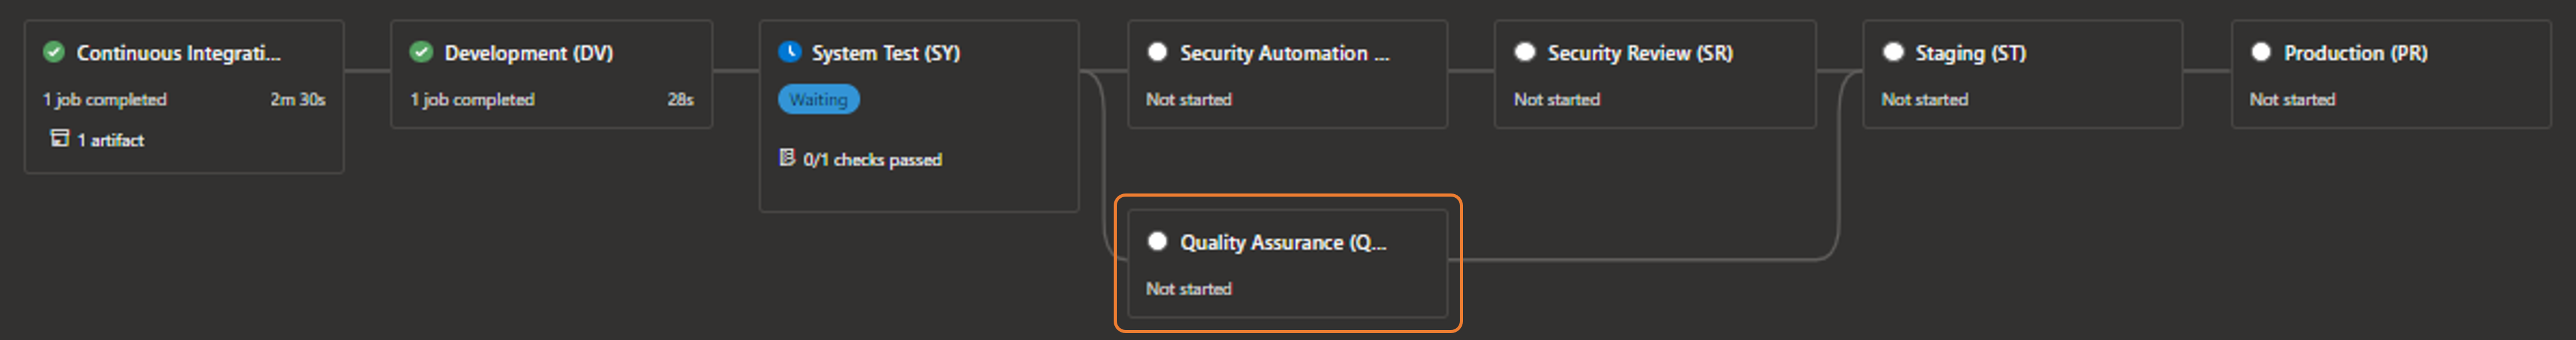 Continuous Integrati...
1 job completed 2m 30s
1 artifact
Development (DV)
1 job completed 28s
System Test (SY)
Waiting
0/1 checks passed
Security Automation ...
Not started
Security Review (SR)
Not started
Staging (ST)
Not started
Production (PR)
Not started
Quality Assurance (Q...
Not started